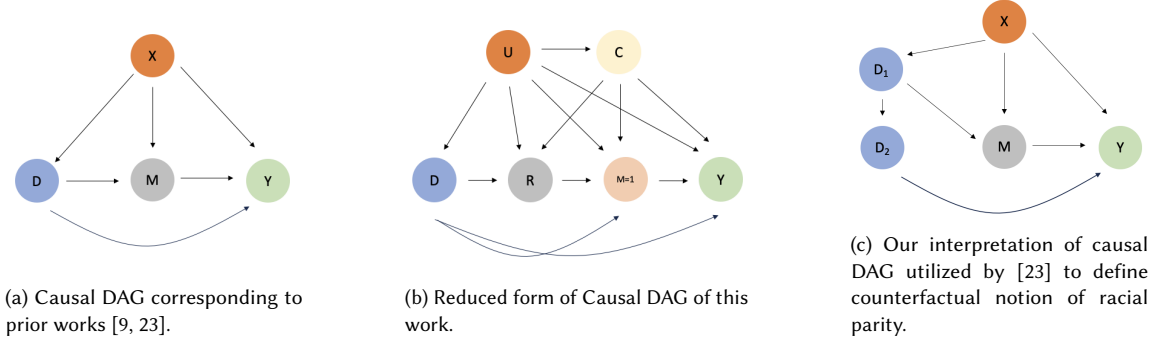 X
D
M
Y
(a) Causal DAG corresponding to
prior works [9, 23].
U
C
D
R
M=1
Y
(b) Reduced form of Causal DAG of this
work.
X
D1
D2
M
Y
(c) Our interpretation of causal
DAG utilized by [23] to define
counterfactual notion of racial
parity.